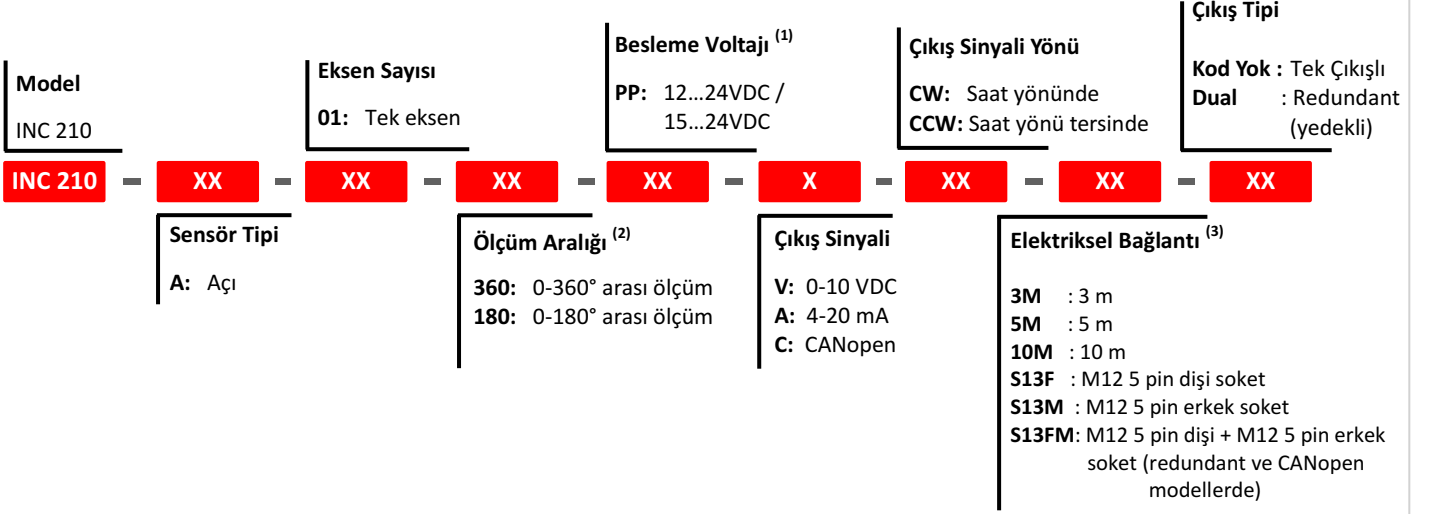 Model
INC 210
Eksen Sayısı
01: Tek eksen
Besleme Voltajı (1)
PP: 12...24VDC /
15...24VDC
Çıkış Sinyali Yönü
CW: Saat yönünde
CCW: Saat yönü tersinde
Çıkış Tipi
Kod Yok : Tek Çıkışlı
Dual : Redundant
(yedekli)
INC 210 – XX – XX – XX – XX – X – XX – XX – XX
Sensör Tipi
A: Açı
Ölçüm Aralığı (2)
360: 0-360° arası ölçüm
180: 0-180° arası ölçüm
Çıkış Sinyali
V: 0-10 VDC
A: 4-20 mA
C: CANopen
Elektriksel Bağlantı (3)
3M : 3 m
5M : 5 m
10M : 10 m
S13F : M12 5 pin dişi soket
S13M : M12 5 pin erkek soket
S13FM: M12 5 pin dişi + M12 5 pin erkek
soket (redundant ve CANopen
modellerde)